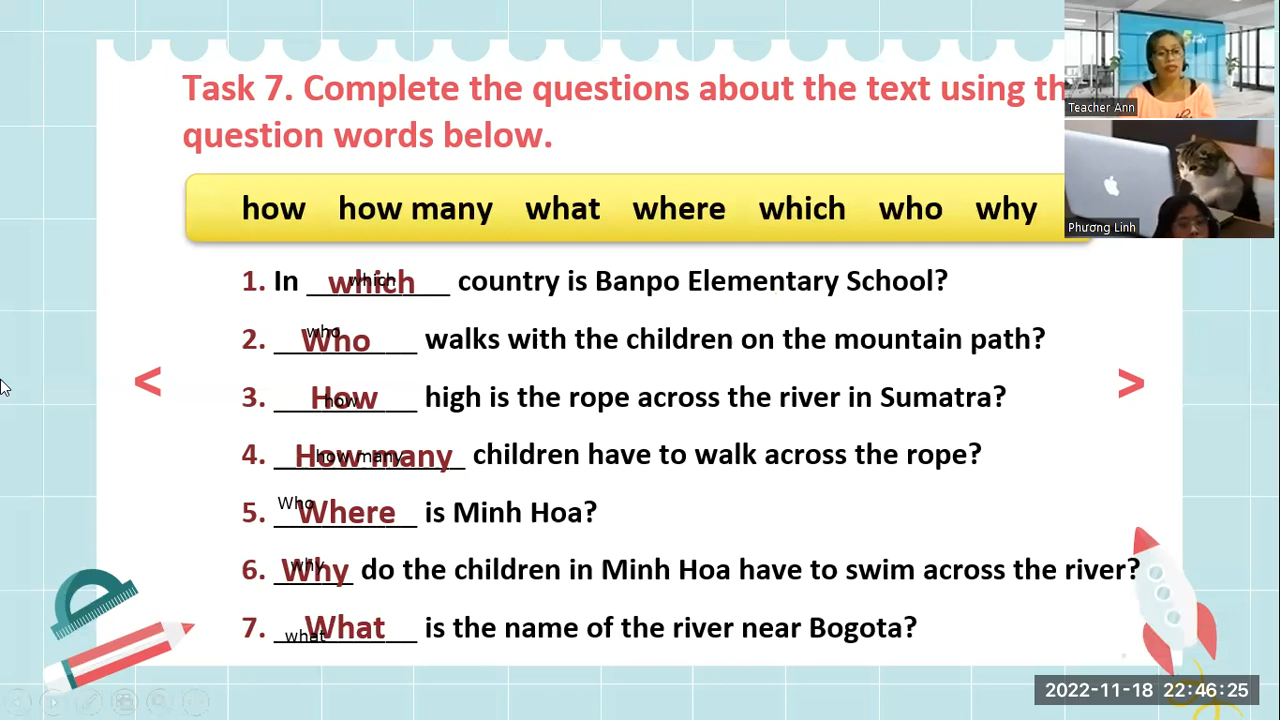 Task 7. Complete the questions about the text using th
question words below.
how how many what where which who why
1. In which country is Banpo Elementary School?
which
2. Who walks with the children on the mountain path?
who
3. How high is the rope across the river in Sumatra?
how
4. How many children have to walk across the rope?
how many
5. Where is Minh Hoa?
Who
6. Why do the children in Minh Hoa have to swim across the river?
why
7. What is the name of the river near Bogota?
what
< >
Teacher Ann
Phương Linh
2022-11-18 22:46:25